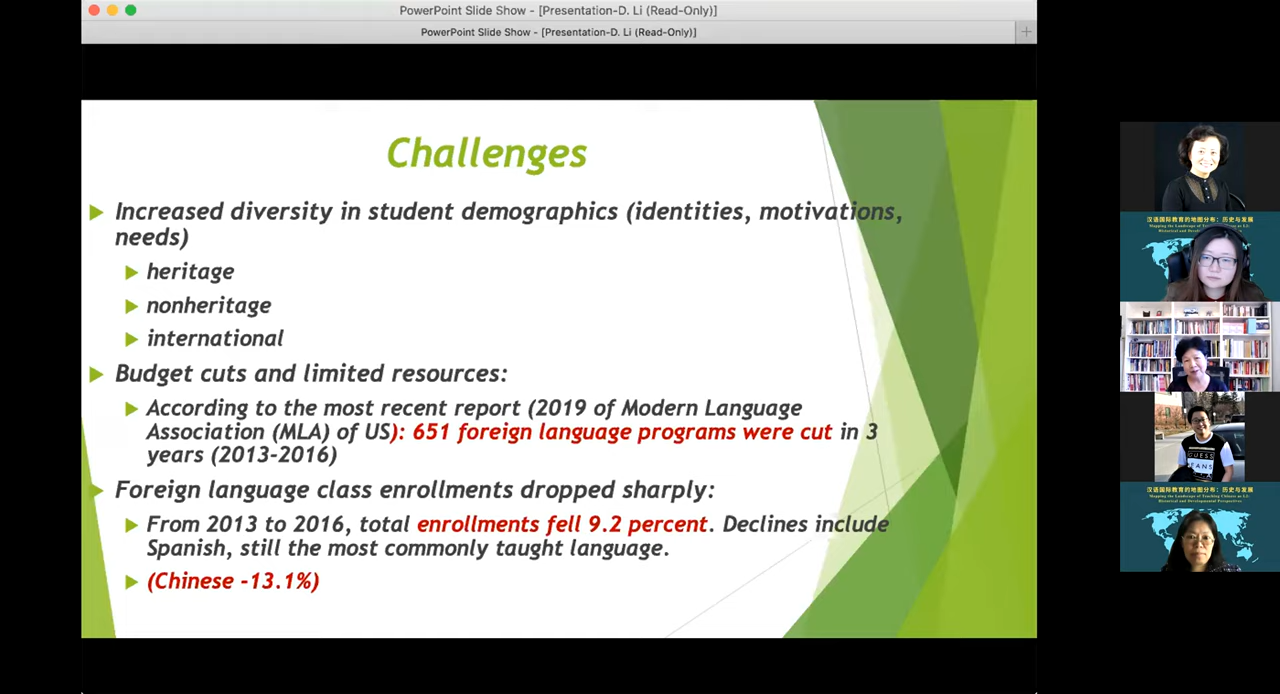 PowerPoint Slide Show - [Presentation-D. Li (Read-Only)]
PowerPoint Slide Show - [Presentation-D. Li (Read-Only)]
Challenges
Increased diversity in student demographics (identities, motivations,
needs)
heritage
nonheritage
international
Budget cuts and limited resources:
According to the most recent report (2019 of Modern Language
Association (MLA) of US): 651 foreign language programs were cut in 3
years (2013-2016)
Foreign language class enrollments dropped sharply:
From 2013 to 2016, total enrollments fell 9.2 percent. Declines include
Spanish, still the most commonly taught language.
(Chinese -13.1%)
汉语国际教育的地图分布：历史与发展
Mapping the Landscape of Teaching Chinese as L2:
Historical and Developmental Perspectives
GUESS
JEANS
汉语国际教育的地图分布：历史与发展
Mapping the Landscape of Teaching Chinese as L2:
Historical and Developmental Perspectives